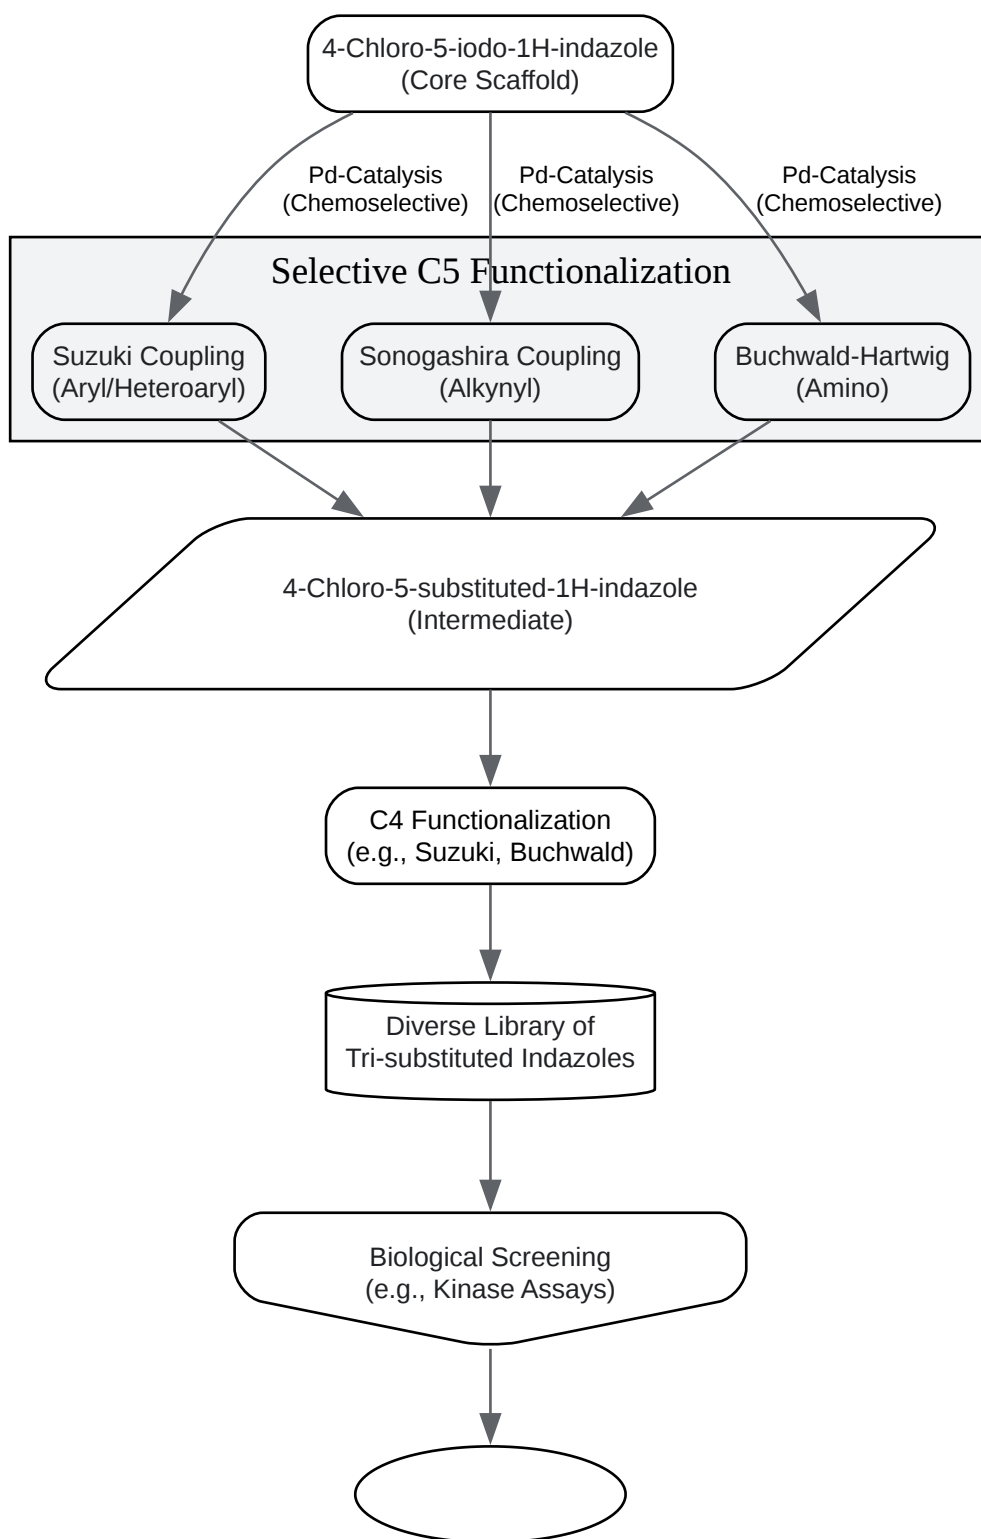 4-Chloro-5-iodo-1H-indazole
(Core Scaffold)
Pd-Catalysis
(Chemoselective)
Pd-Catalysis
(Chemoselective)
Pd-Catalysis
(Chemoselective)
Selective C5 Functionalization
Suzuki Coupling
(Aryl/Heteroaryl)
Sonogashira Coupling
(Alkynyl)
Buchwald-Hartwig
(Amino)
4-Chloro-5-substituted-1H-indazole
(Intermediate)
C4 Functionalization
(e.g., Suzuki, Buchwald)
Diverse Library of
Tri-substituted Indazoles
Biological Screening
(e.g., Kinase Assays)